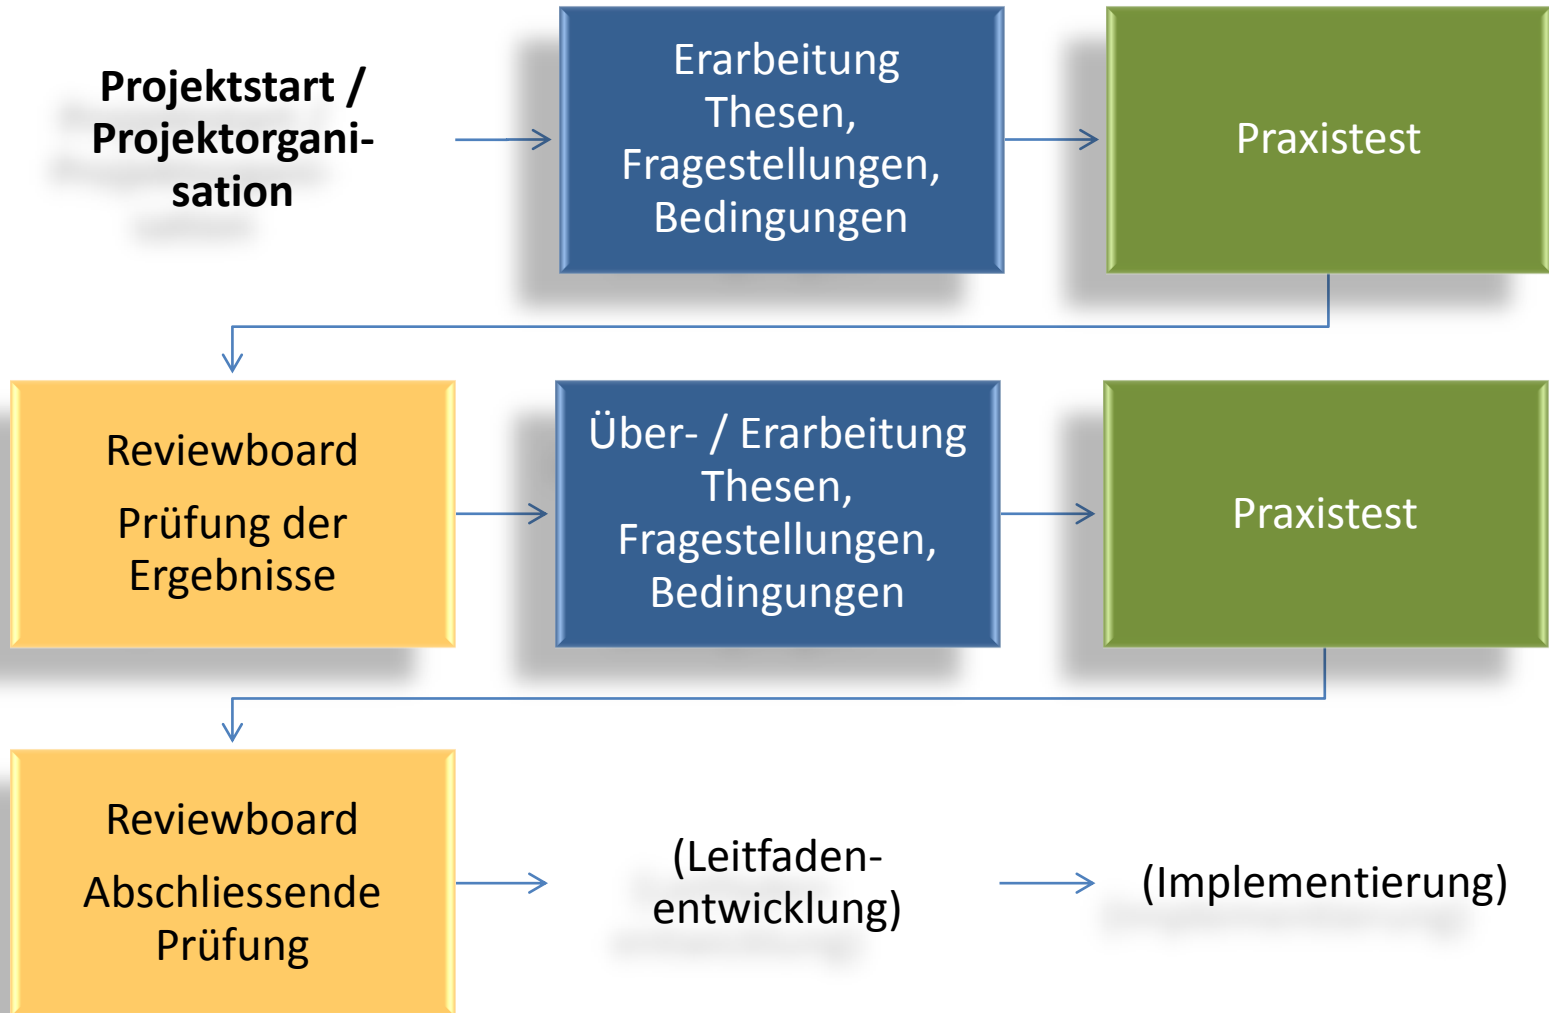 Projektstart /
Projektorgani-
sation
Erarbeitung
Thesen,
Fragestellungen,
Bedingungen
Praxistest
Reviewboard
Prüfung der
Ergebnisse
Über- / Erarbeitung
Thesen,
Fragestellungen,
Bedingungen
Praxistest
Reviewboard
Abschliessende
Prüfung
(Leitfaden-
entwicklung)
(Implementierung)